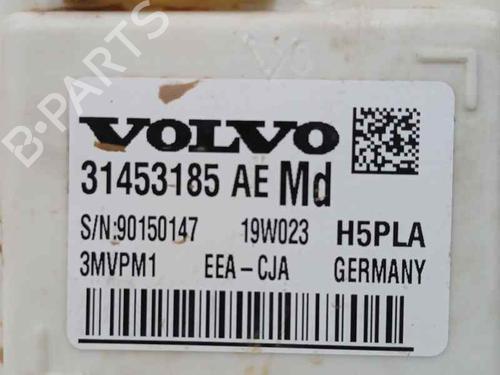 B-PARTS
VOLVO
31453185 AE Md
S/N:90150147 19W023 H5PLA
3MVPM1 EEA-CJA GERMANY